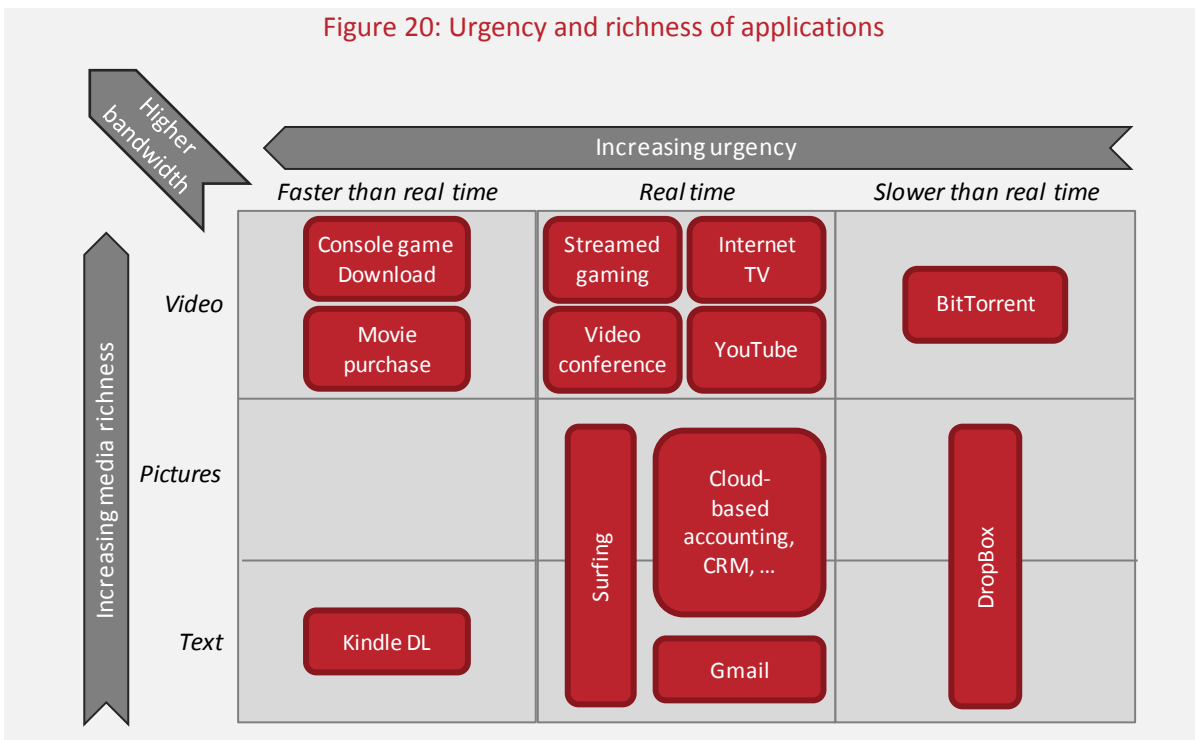 Figure 20: Urgency and richness of applications
Higher
bandwidth
Increasing urgency
Faster than real time
Real time
Slower than real time
Increasing media richness
Video
Console game
Download
Streamed
gaming
Internet
TV
BitTorrent
Movie
purchase
Video
conference
YouTube
Pictures
Surfing
Cloud-
based
accounting,
CRM, ...
DropBox
Text
Kindle DL
Gmail